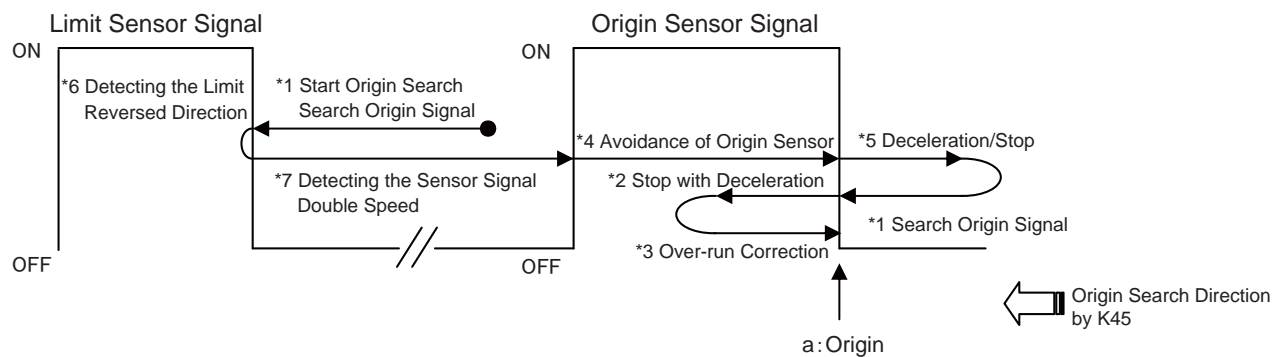 Limit Sensor Signal
Origin Sensor Signal
ON
ON
*6 Detecting the Limit
Reversed Direction
*1 Start Origin Search
Search Origin Signal
*4 Avoidance of Origin Sensor
*5 Deceleration/Stop
*7 Detecting the Sensor Signal
Double Speed
*2 Stop with Deceleration
*1 Search Origin Signal
*3 Over-run Correction
OFF
OFF
Origin Search Direction
by K45
a:Origin